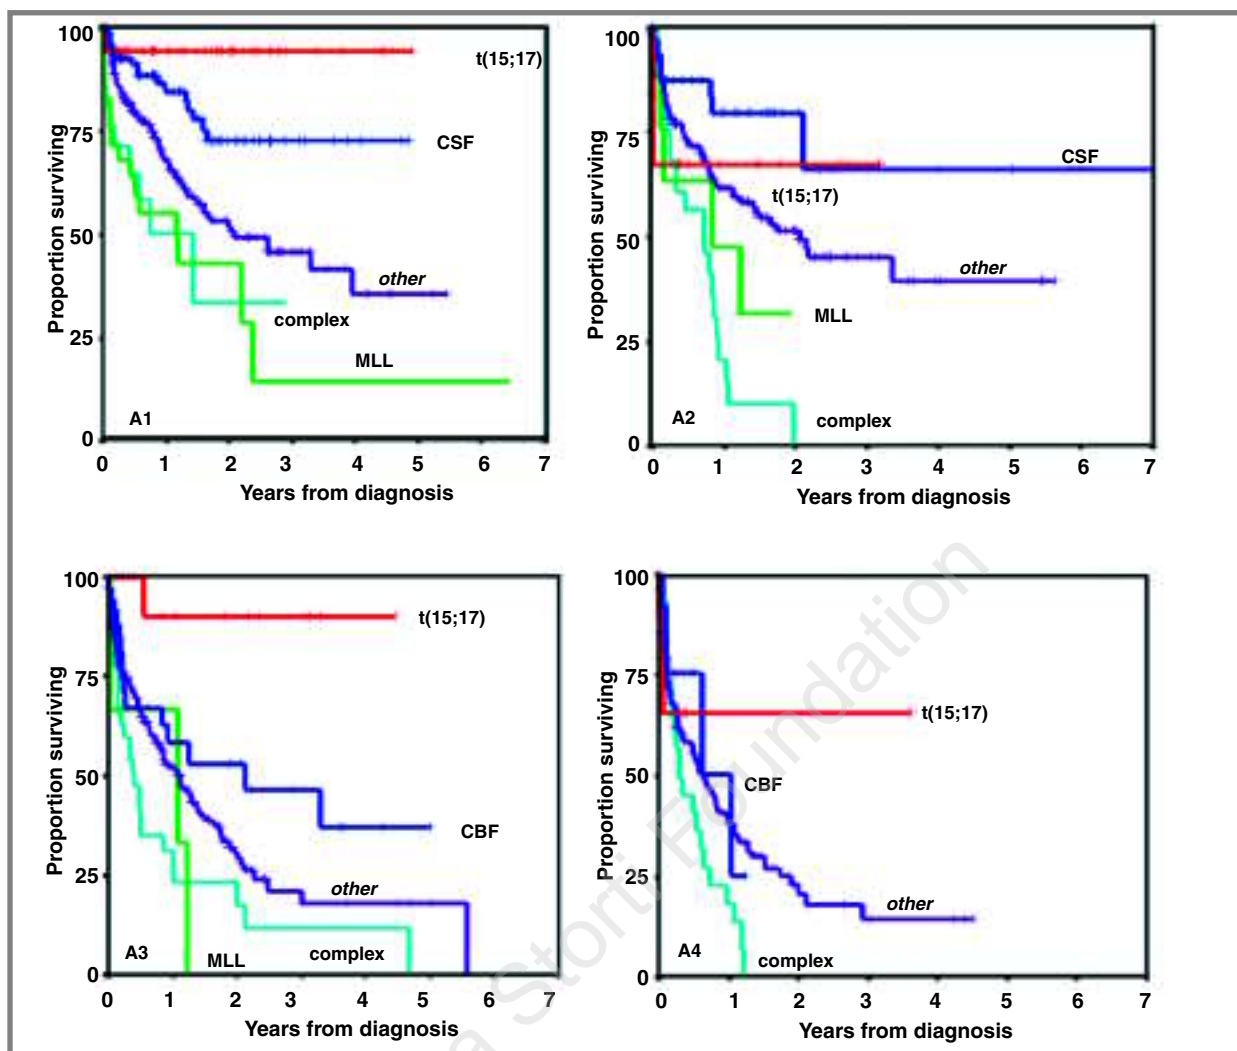 100
75
50
25
0
Proportion surviving
t(15;17)
CSF
other
complex
MLL
A1
0 1 2 3 4 5 6 7
Years from diagnosis
100
75
50
25
0
Proportion surviving
CSF
t(15;17)
other
MLL
A2
complex
0 1 2 3 4 5 6 7
Years from diagnosis
100
75
50
25
0
Proportion surviving
t(15;17)
CBF
other
A3
MLL
complex
0 1 2 3 4 5 6 7
Years from diagnosis
100
75
50
25
0
Proportion surviving
t(15;17)
CBF
other
A4
complex
0 1 2 3 4 5 6 7
Years from diagnosis
a Storti Foundation